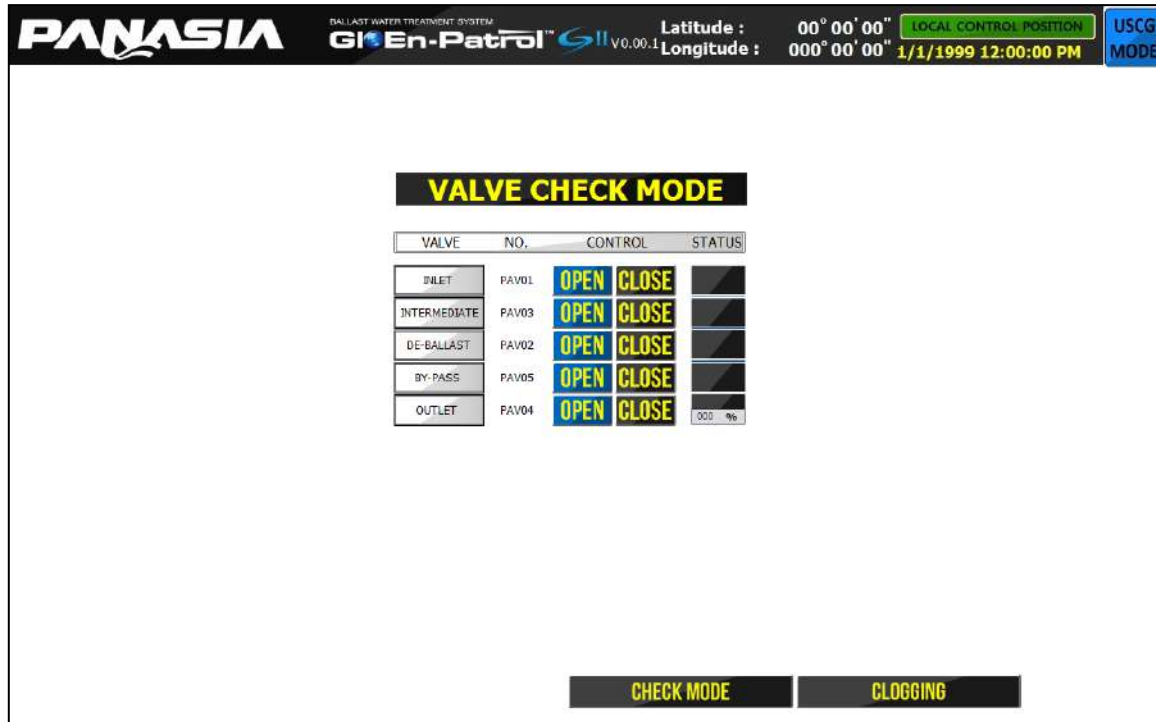 PANASIA
BALLAST WATER TREATMENT SYSTEM
GloEn-Patrol™ GII V0.00.1
Latitude : 00° 00' 00"
Longitude : 000° 00' 00"
LOCAL CONTROL POSITION
1/1/1999 12:00:00 PM
USCG
MODE
VALVE CHECK MODE
VALVE NO. CONTROL STATUS
INLET PAV01 OPEN CLOSE
INTERMEDIATE PAV03 OPEN CLOSE
DE-BALLAST PAV02 OPEN CLOSE
BY-PASS PAV05 OPEN CLOSE
OUTLET PAV04 OPEN CLOSE 000 %
CHECK MODE CLOGGING